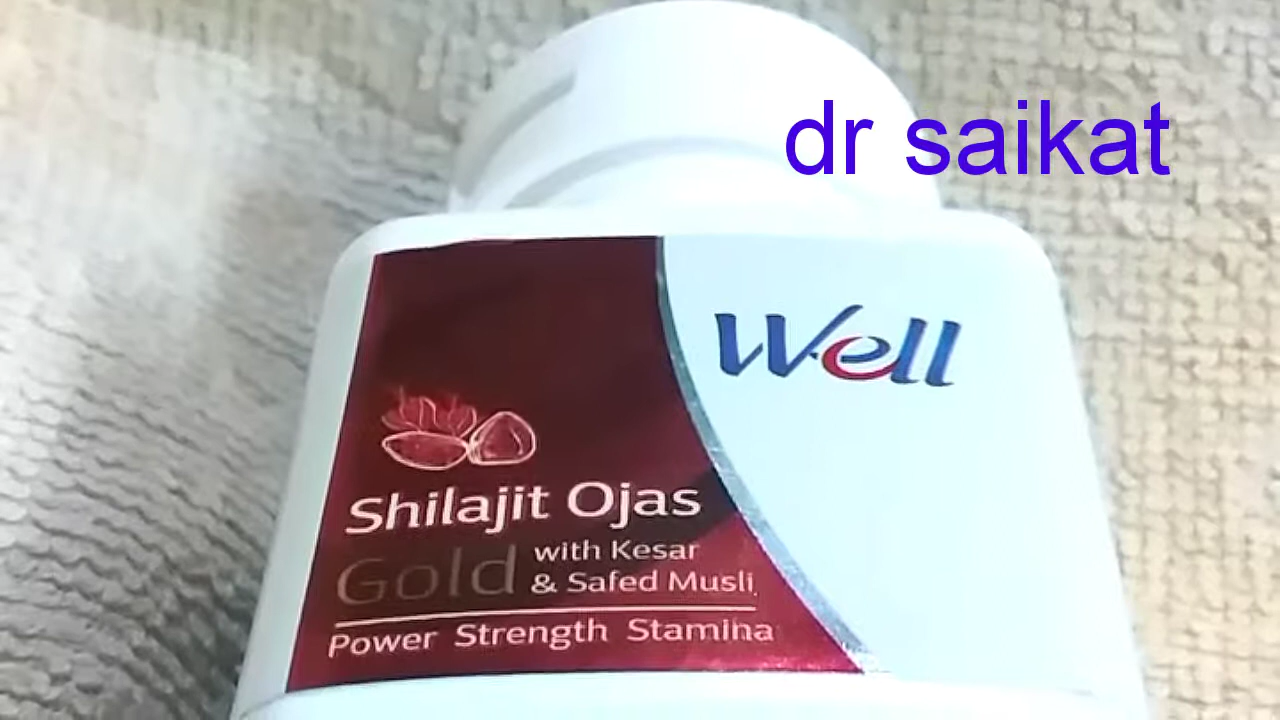 dr saikat
Well
Shilajit Ojas
Gold with Kesar
& Safed Musli
Power Strength Stamina